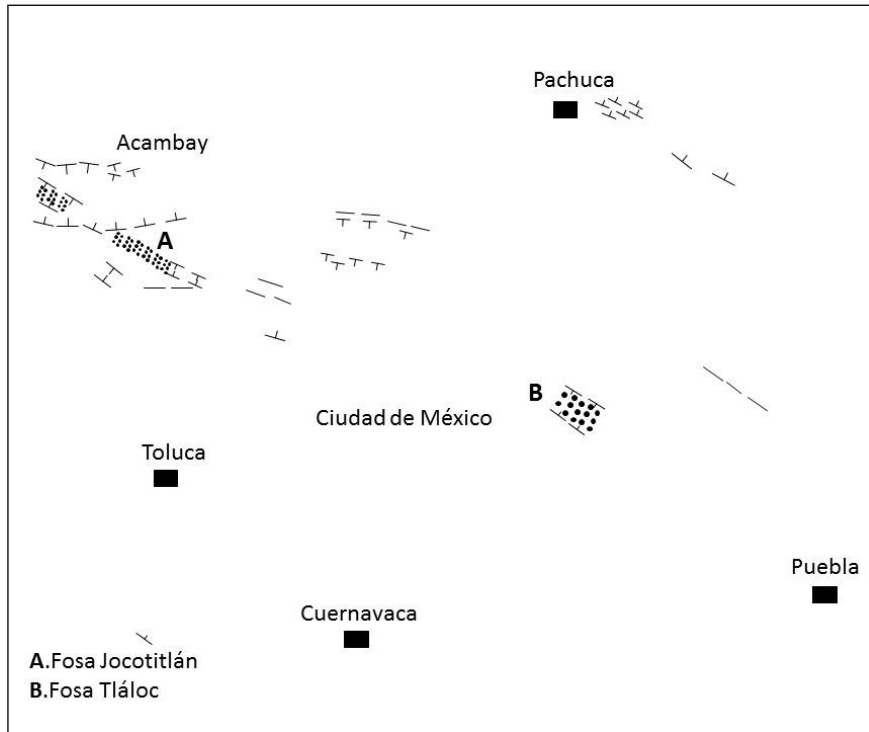 Pachuca
Acambay
A
B
Ciudad de México
Toluca
Puebla
Cuernavaca
A.Fosa Jocotitlán
B.Fosa Tláloc